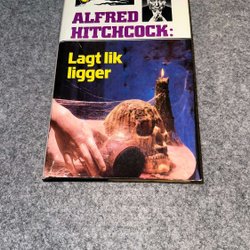 ALFRED
HITCHCOCK:
Lagt lik
ligger